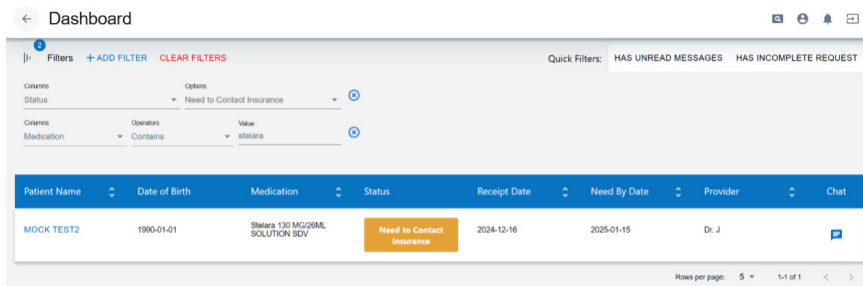 Dashboard
2
Filters + ADD FILTER CLEAR FILTERS
Quick Filters: HAS UNREAD MESSAGES HAS INCOMPLETE REQUEST
Columns Options
Status Need to Contact Insurance
Columns Operators Value
Medication Contains stelara
Patient Name Date of Birth Medication Status Receipt Date Need By Date Provider Chat
MOCK TEST2 1990-01-01 Stelara 130 MG/26ML SOLUTION SDV Need to Contact Insurance 2024-12-16 2025-01-15 Dr. J
Rows per page: 5 1-1 of 1